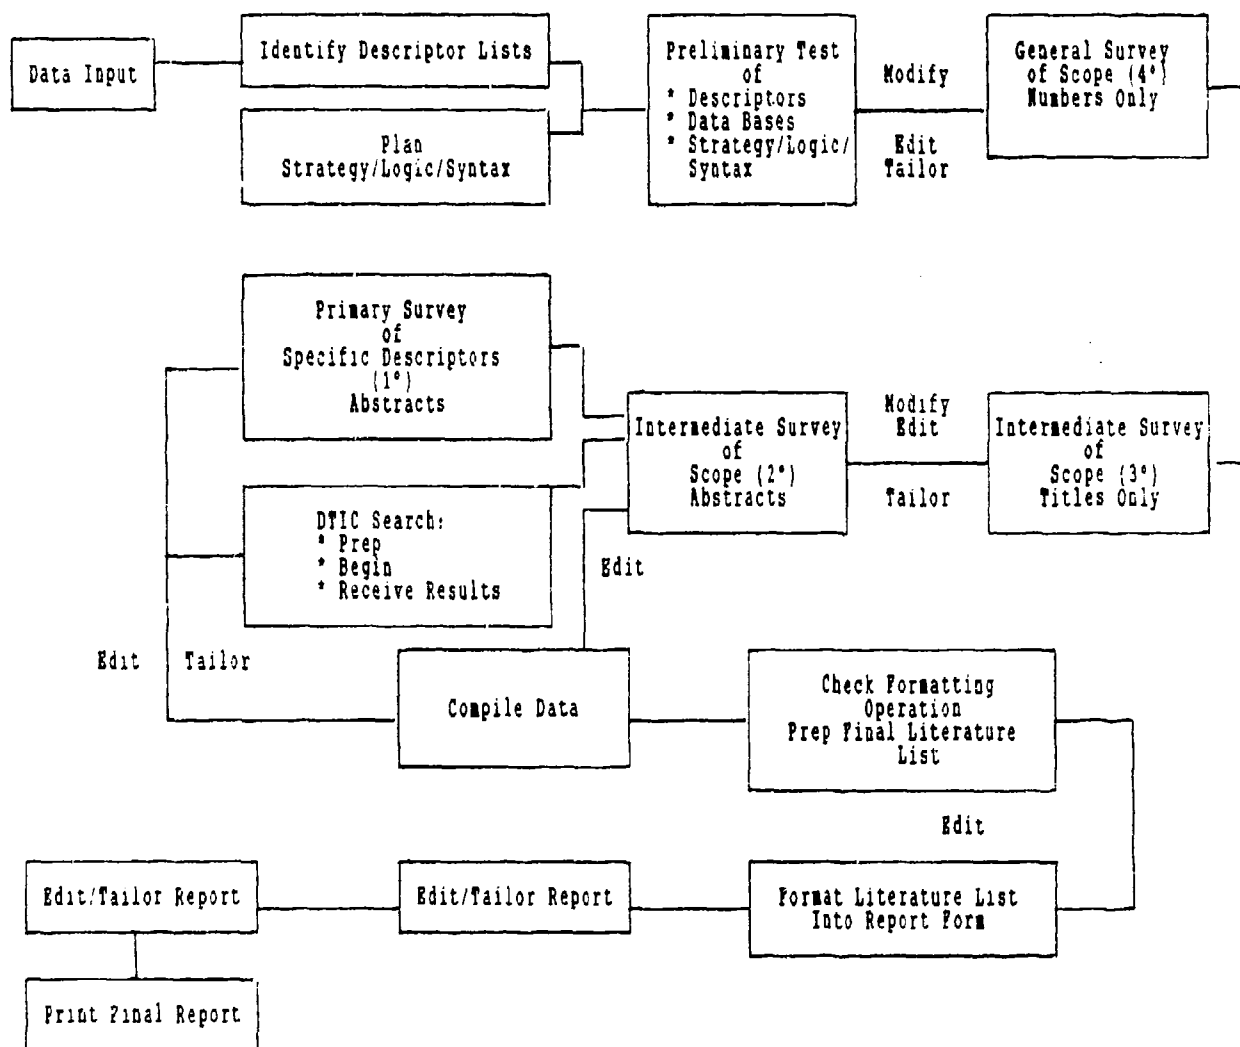 Data Input
Identify Descriptor Lists
Plan
Strategy/Logic/Syntax
Preliminary Test
of
* Descriptors
* Data Bases
* Strategy/Logic/
Syntax
Modify
Edit
Tailor
General Survey
of Scope (4°)
Numbers Only
Primary Survey
of
Specific Descriptors
(1°)
Abstracts
DTIC Search:
* Prep
* Begin
* Receive Results
Intermediate Survey
of
Scope (2°)
Abstracts
Modify
Edit
Tailor
Intermediate Survey
of
Scope (3°)
Titles Only
Edit
Edit
Tailor
Compile Data
Check Formatting
Operation
Prep Final Literature
List
Edit
Edit/Tailor Report
Edit/Tailor Report
Format Literature List
Into Report Form
Print Final Report